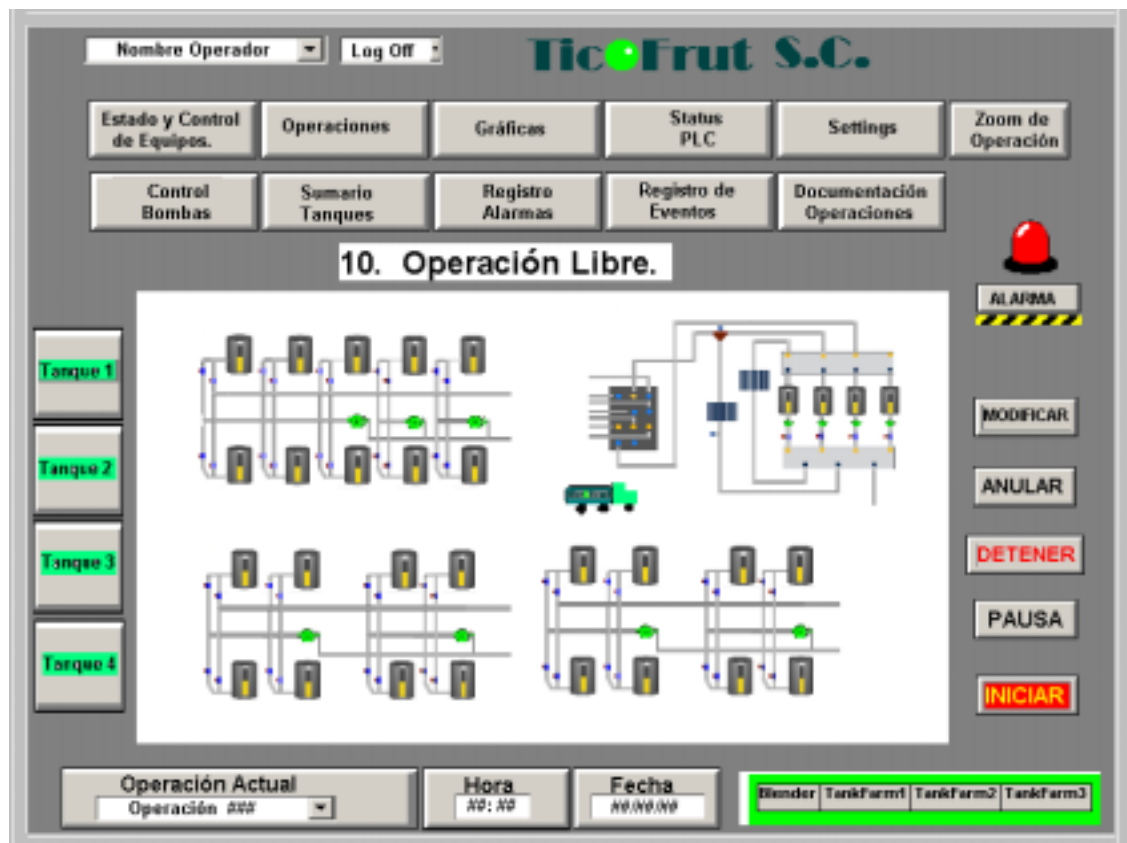 Nombre Operador
Log Off
TicoFrut S.C.
Estado y Control
de Equipos.
Operaciones
Gráficas
Status
PLC
Settings
Zoom de
Operación
Control
Bombas
Sumario
Tanques
Registro
Alarmas
Registro de
Eventos
Documentación
Operaciones
10. Operación Libre.
ALARMA
Tanque 1
Tanque 2
Tanque 3
Tanque 4
MODIFICAR
ANULAR
DETENER
PAUSA
INICIAR
Operación Actual
Operación ###
Hora
##:##
Fecha
##/##/##
Blender TankFarm1 TankFarm2 TankFarm3